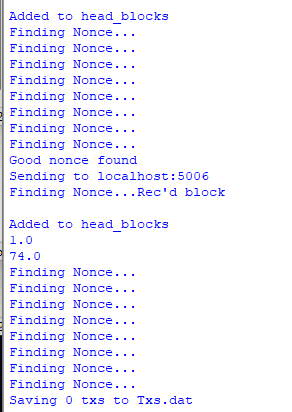 Added to head_blocks
Finding Nonce...
Finding Nonce...
Finding Nonce...
Finding Nonce...
Finding Nonce...
Finding Nonce...
Finding Nonce...
Finding Nonce...
Good nonce found
Sending to localhost:5006
Finding Nonce...Rec'd block
Added to head_blocks
1.0
74.0
Finding Nonce...
Finding Nonce...
Finding Nonce...
Finding Nonce...
Finding Nonce...
Finding Nonce...
Finding Nonce...
Finding Nonce...
Saving 0 txs to Txs.dat